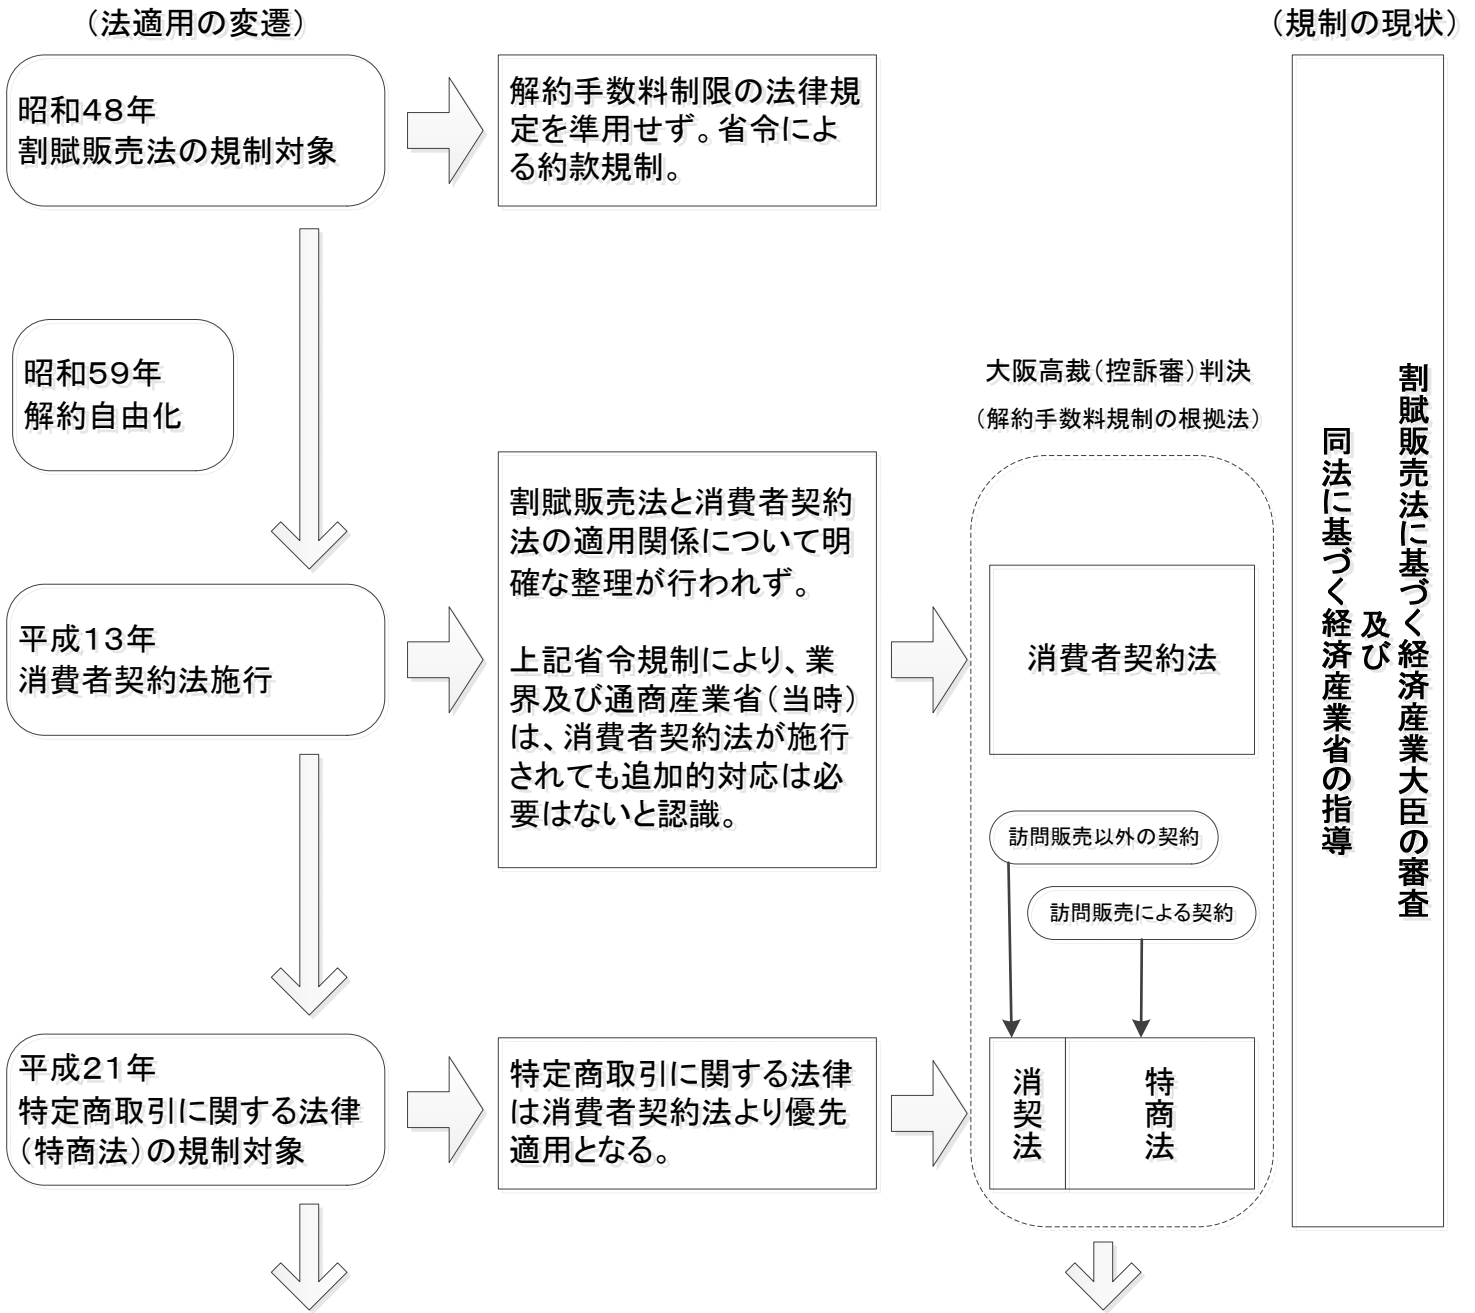 （法適用の変遷）
（規制の現状）
昭和48年
割賦販売法の規制対象
解約手数料制限の法律規
定を準用せず。省令によ
る約款規制。
昭和59年
解約自由化
平成13年
消費者契約法施行
割賦販売法と消費者契約
法の適用関係について明
確な整理が行われず。
上記省令規制により、業
界及び通商産業省（当時）
は、消費者契約法が施行
されても追加的対応は必
要はないと認識。
大阪高裁（控訴審）判決
（解約手数料規制の根拠法）
消費者契約法
訪問販売以外の契約
訪問販売による契約
平成21年
特定商取引に関する法律
（特商法）の規制対象
特定商取引に関する法律
は消費者契約法より優先
適用となる。
消契法
特商法
割賦販売法に基づく経済産業大臣の審査
及び
同法に基づく経済産業省の指導